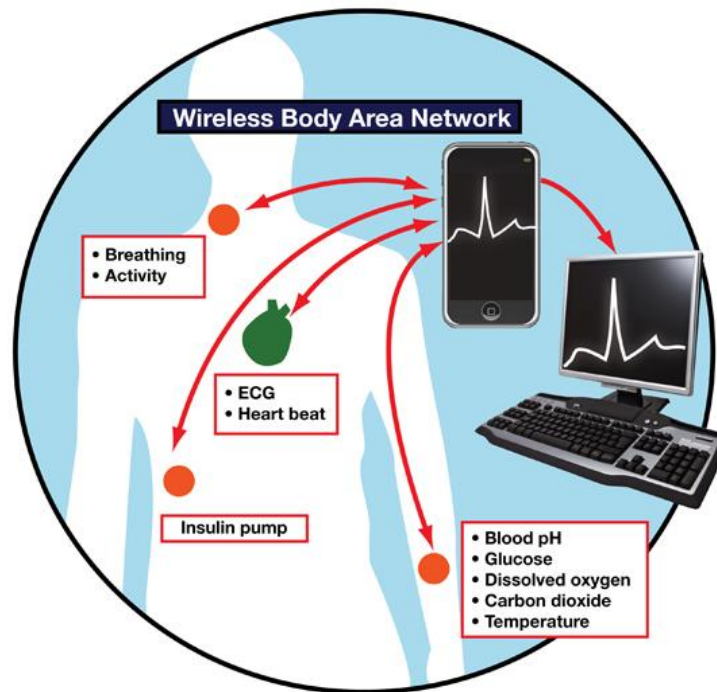 Wireless Body Area Network
• Breathing
• Activity
• ECG
• Heart beat
Insulin pump
• Blood pH
• Glucose
• Dissolved oxygen
• Carbon dioxide
• Temperature